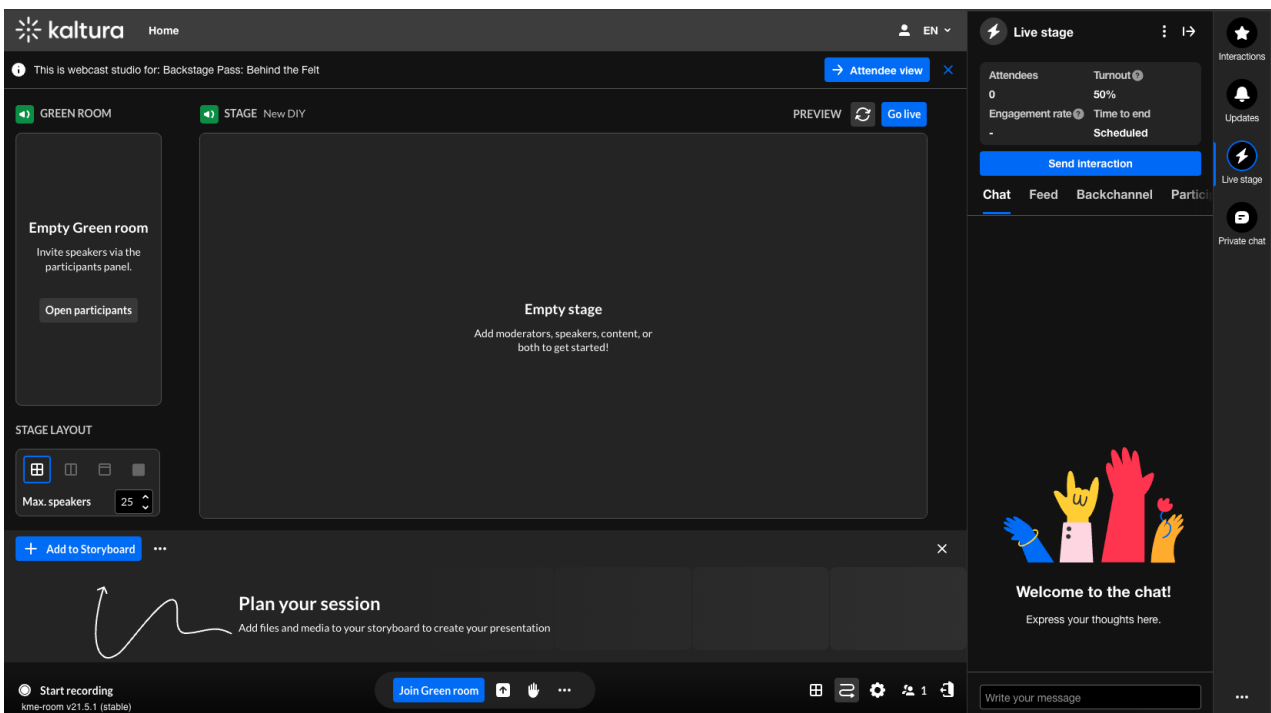 kaltura
Home
EN
This is webcast studio for: Backstage Pass: Behind the Felt
Attendee view
GREEN ROOM
STAGE New DIY
PREVIEW
Go live
Empty Green room
Invite speakers via the
participants panel.
Open participants
Empty stage
Add moderators, speakers, content, or
both to get started!
STAGE LAYOUT
Max. speakers 25
Add to Storyboard
Plan your session
Add files and media to your storyboard to create your presentation
Start recording
kme-room v21.5.1 (stable)
Join Green room
1
Live stage
Attendees Turnout
0 50%
Engagement rate Time to end
- Scheduled
Send interaction
Chat Feed Backchannel Partici
Welcome to the chat!
Express your thoughts here.
Write your message
Interactions
Updates
Live stage
Private chat